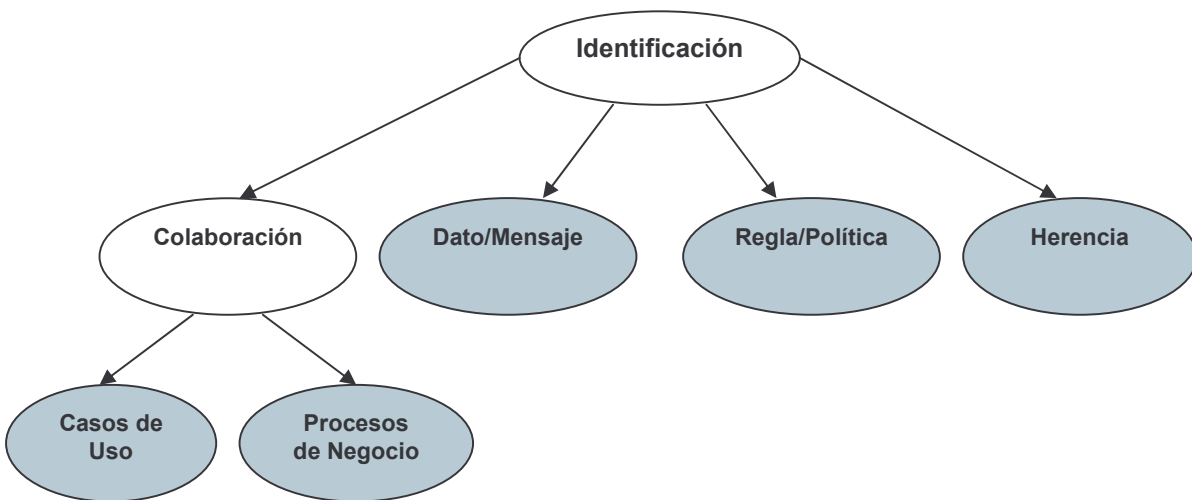 Identificación
Colaboración
Dato/Mensaje
Regla/Política
Herencia
Casos de
Uso
Procesos
de Negocio